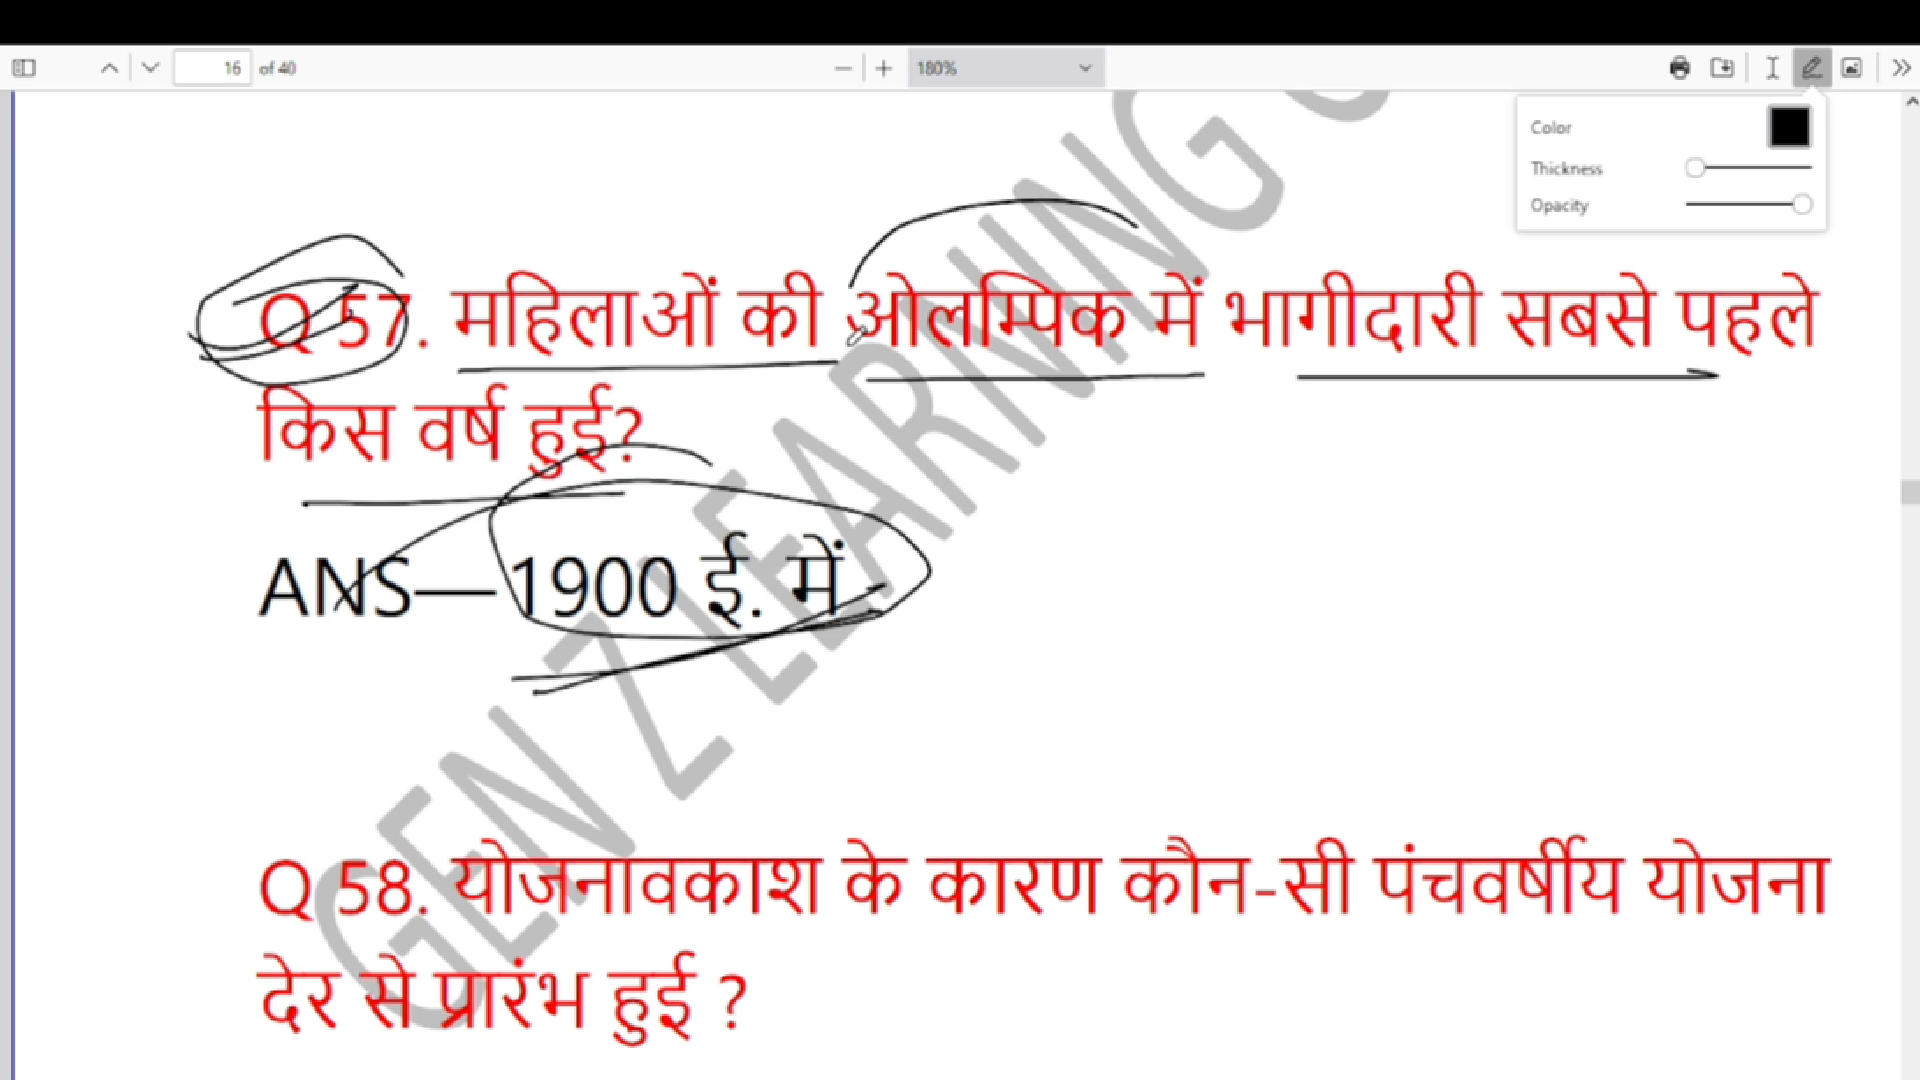 16 of 40
180%
Color
Thickness
Opacity
Q 57. महिलाओं की ओलम्पिक में भागीदारी सबसे पहले
किस वर्ष हुई?
ANS—1900 ई. में
Q 58. योजनावकाश के कारण कौन-सी पंचवर्षीय योजना
देर से प्रारंभ हुई ?
GEN Z LEARNING